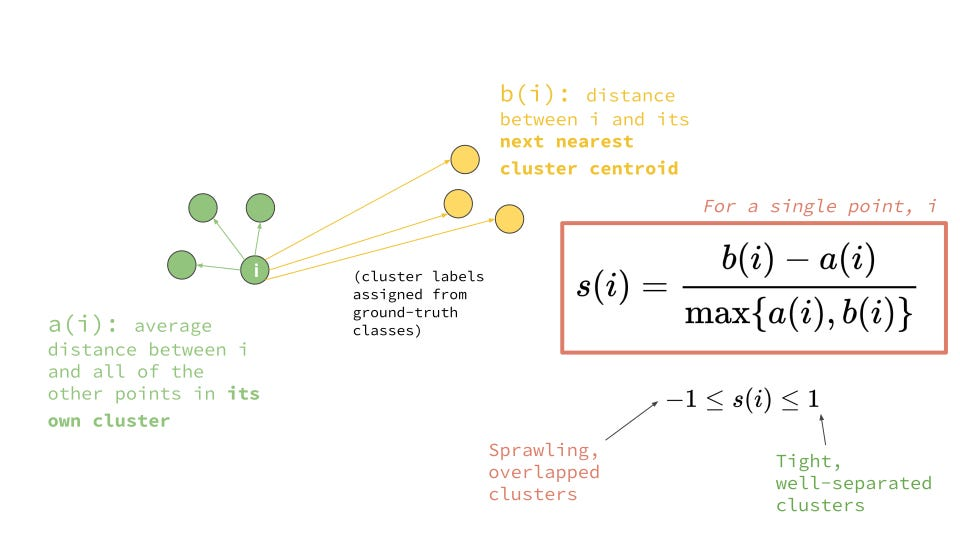 b(i): distance
between i and its
next nearest
cluster centroid
For a single point, i
i
(cluster labels
assigned from
ground-truth
classes)
s(i) = \frac{b(i) − a(i)}{max{a(i), b(i)}}
a(i): average
distance between i
and all of the
other points in its
own cluster
−1 ≤ s(i) ≤ 1
Sprawling,
overlapped
clusters
Tight,
well-separated
clusters